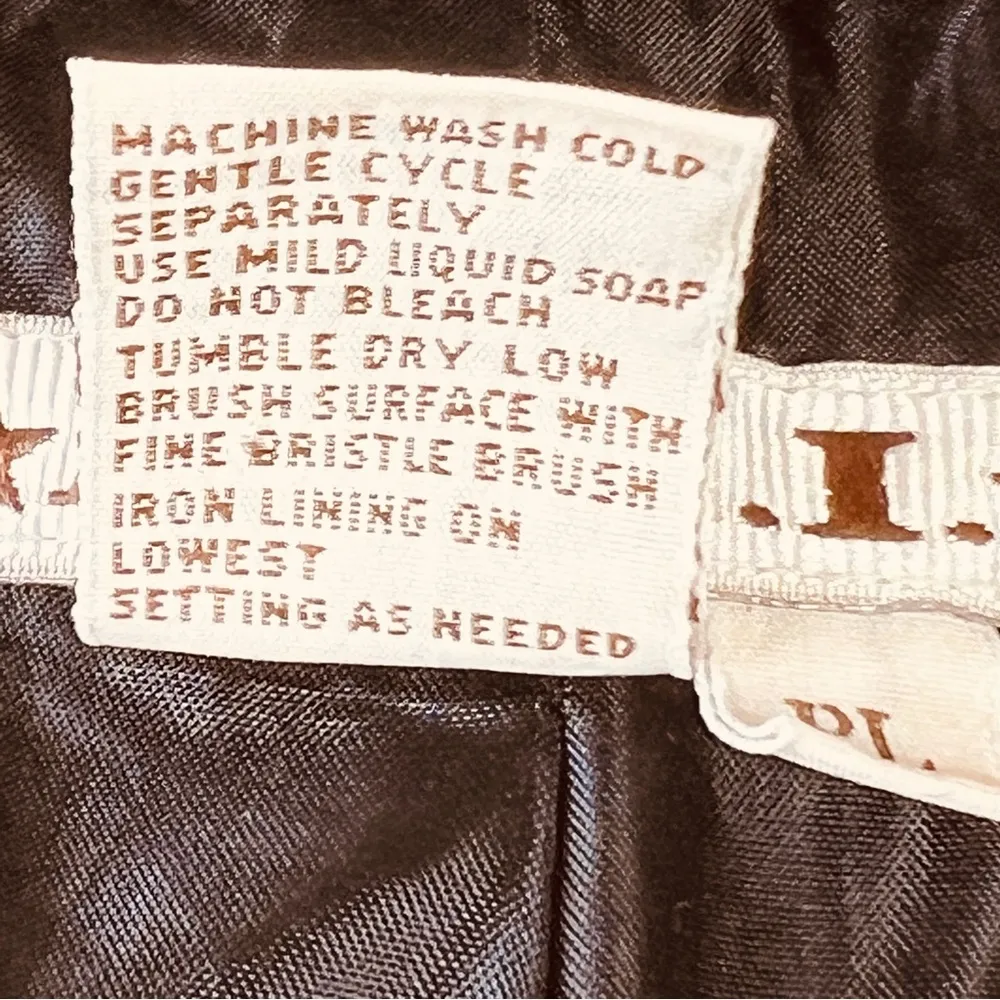 MACHINE WASH COLD
GENTLE CYCLE
SEPARATELY
USE MILD LIQUID SOAP
DO NOT BLEACH
TUMBLE DRY LOW
BRUSH SURFACE WITH
FINE BRISTLE BRUSH
IRON LINING ON
LOWEST
SETTING AS NEEDED
.I.